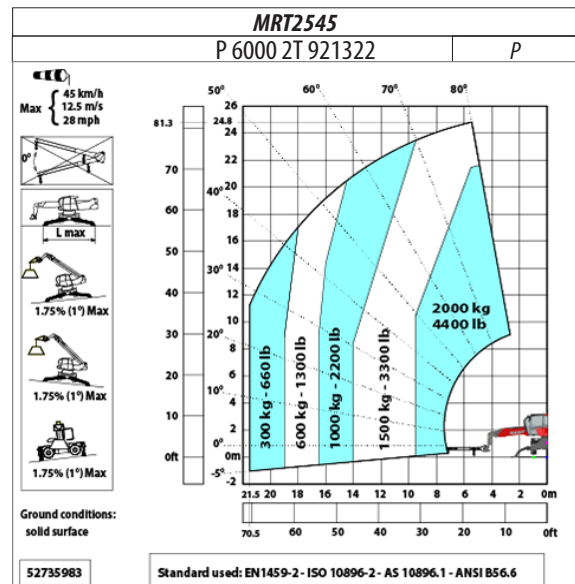 MRT2545
P 6000 2T 921322
P
Max { 45 km/h
12.5 m/s
28 mph
0°
L max
1.75% (1°) Max
1.75% (1°) Max
1.75% (1°) Max
Ground conditions:
solid surface
50° 60° 70° 80°
40°
30°
20°
10°
0°
-5°
81.3
70
60
50
40
30
20
10
0ft
26
24.8
24
22
20
18
16
14
12
10
8
6
4
2
0m
-2
300 kg - 660 lb
600 kg - 1300 lb
1000 kg - 2200 lb
1500 kg - 3300 lb
2000 kg
4400 lb
21.5 20 18 16 14 12 10 8 6 4 2 0m
70.5 60 50 40 30 20 10 0ft
52735983
Standard used: EN1459-2 - ISO 10896-2 - AS 10896.1 - ANSI B56.6